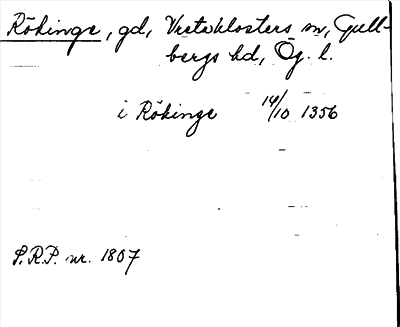 Rökinge, gd, Vretaklosters sn, Gull-
bergs hd, Ög. l.
i Rökinge 14/10 1356
S.R.P. nr. 1807